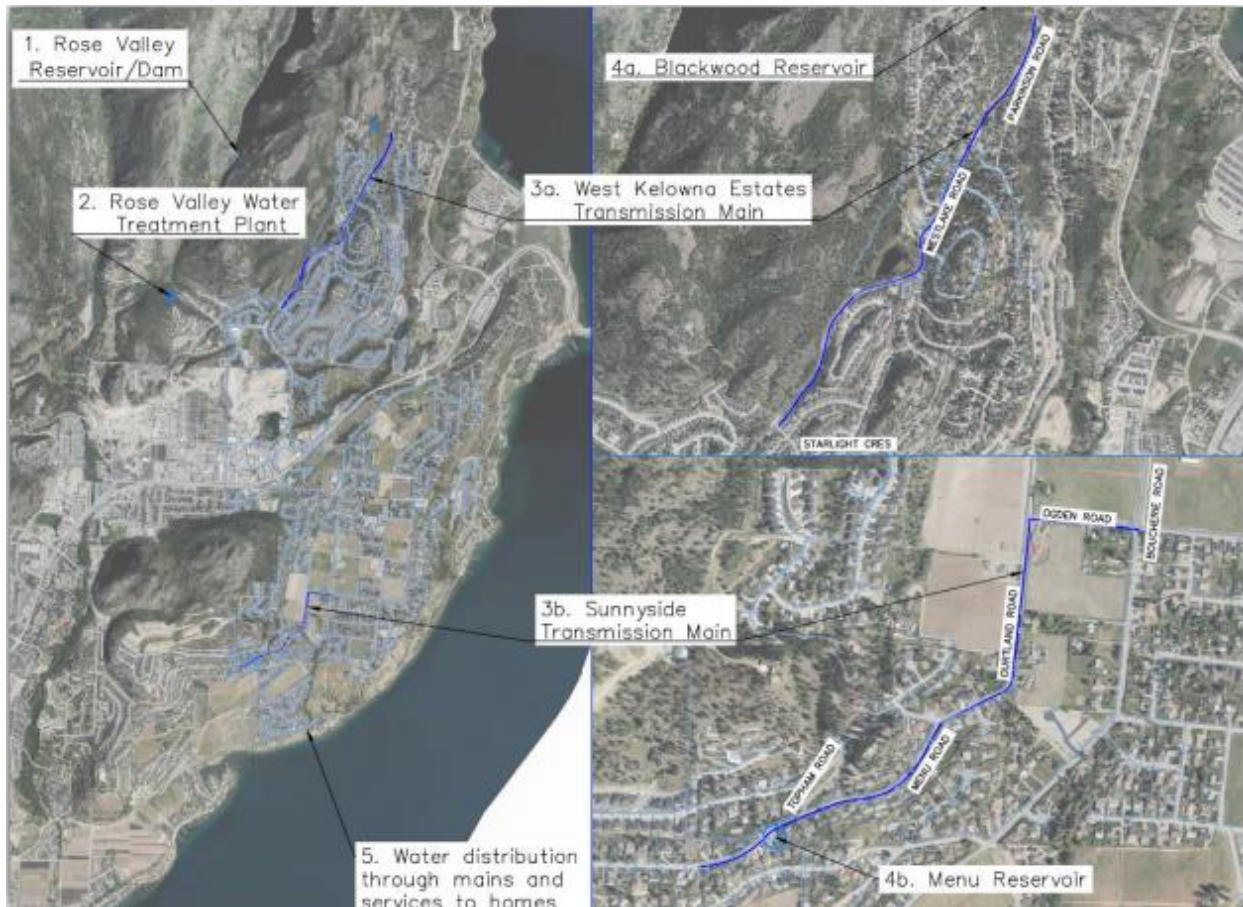 1. Rose Valley
Reservoir/Dam
2. Rose Valley Water
Treatment Plant
3a. West Kelowna Estates
Transmission Main
3b. Sunnyside
Transmission Main
5. Water distribution
through mains and
services to homes
4a. Blackwood Reservoir
PARKINSON ROAD
WESTLAKE ROAD
STARLIGHT CRES
OGDEN ROAD
BOUCHERIE ROAD
OURTLAND ROAD
MENU ROAD
TOPHAM ROAD
4b. Menu Reservoir